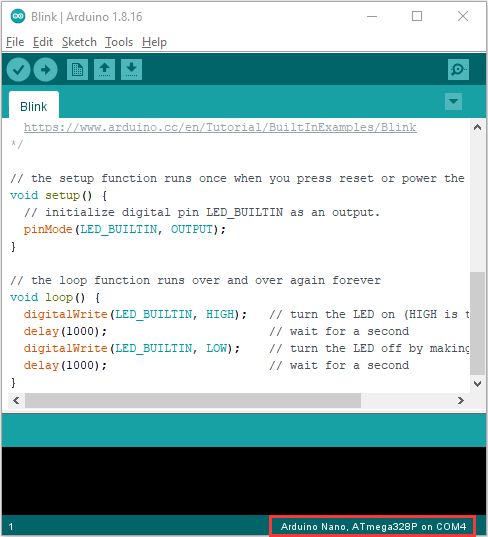 Blink | Arduino 1.8.16
File Edit Sketch Tools Help
Blink
https://www.arduino.cc/en/Tutorial/BuiltInExamples/Blink
*/
// the setup function runs once when you press reset or power the
void setup() {
// initialize digital pin LED_BUILTIN as an output.
pinMode(LED_BUILTIN, OUTPUT);
}
// the loop function runs over and over again forever
void loop() {
digitalWrite(LED_BUILTIN, HIGH);   // turn the LED on (HIGH is t
delay(1000);                       // wait for a second
digitalWrite(LED_BUILTIN, LOW);    // turn the LED off by making
delay(1000);                       // wait for a second
}
1
Arduino Nano, ATmega328P on COM4